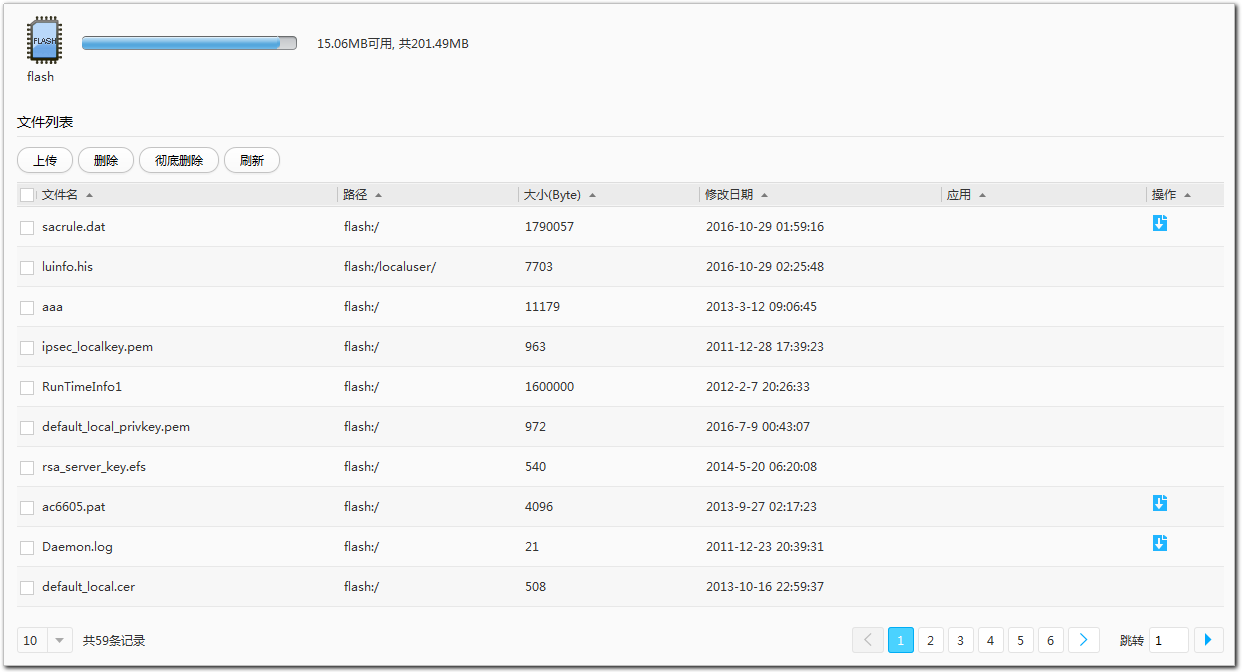 FLASH
15.06MB可用, 共201.49MB
flash
文件列表
上传 删除 彻底删除 刷新
文件名 路径 大小(Byte) 修改日期 应用 操作
sacrule.dat flash:/ 1790057 2016-10-29 01:59:16
luinfo.his flash:/localuser/ 7703 2016-10-29 02:25:48
aaa flash:/ 11179 2013-3-12 09:06:45
ipsec_localkey.pem flash:/ 963 2011-12-28 17:39:23
RunTimeInfo1 flash:/ 1600000 2012-2-7 20:26:33
default_local_privkey.pem flash:/ 972 2016-7-9 00:43:07
rsa_server_key.efs flash:/ 540 2014-5-20 06:20:08
ac6605.pat flash:/ 4096 2013-9-27 02:17:23
Daemon.log flash:/ 21 2011-12-23 20:39:31
default_local.cer flash:/ 508 2013-10-16 22:59:37
10 共59条记录 1 2 3 4 5 6 跳转 1